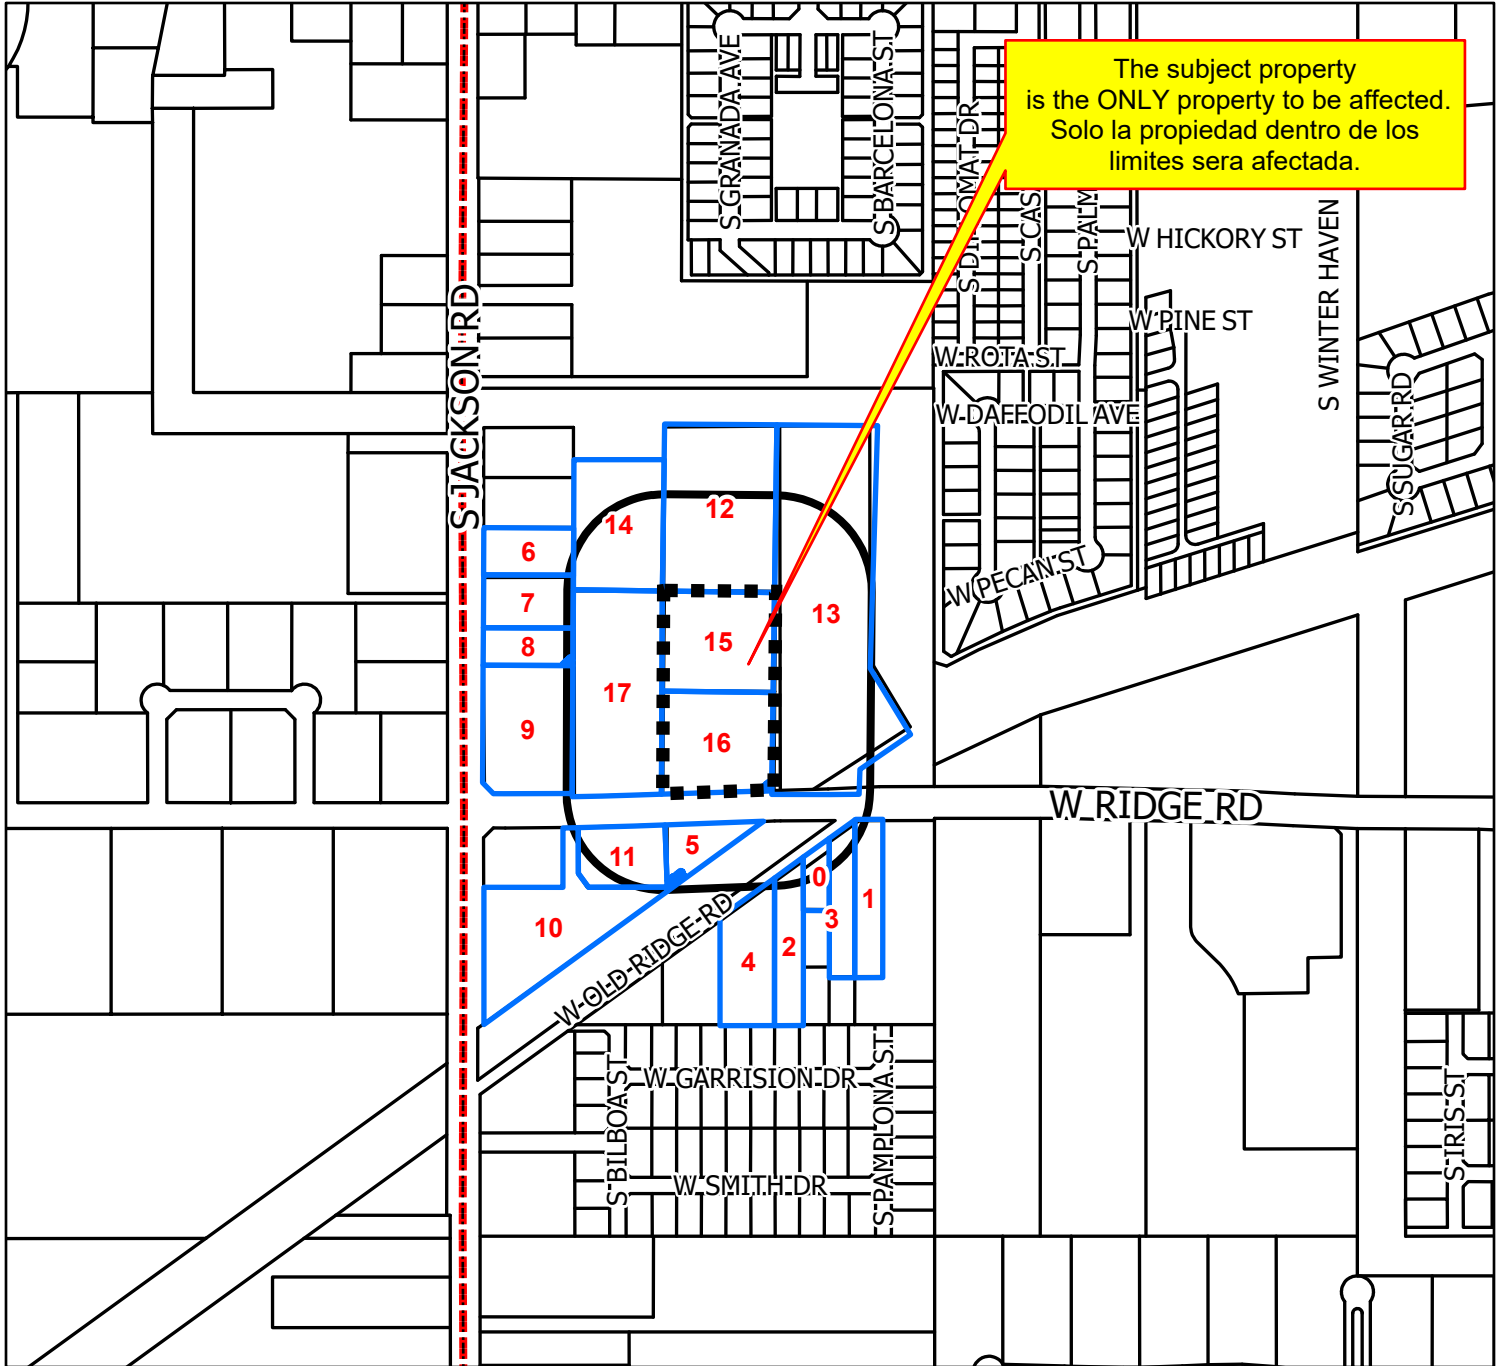 The subject property
is the ONLY property to be affected.
Solo la propiedad dentro de los
limites sera afectada.
S GRANADA AVE
S BARCELONA ST
S CAS
S PALM
W HICKORY ST
S WINTER HAVEN
W PINE ST
S JACKSON RD
W ROTA ST
W DAFFODIL AVE
S SUGAR RD
12
14
6
W PECAN ST
7
13
8
15
17
9
16
W RIDGE RD
5
11
0
1
10
3
2
4
W OLD RIDGE RD
W GARRISION DR
S BILBOA ST
S PAMPLONA ST
S IRIS ST
W SMITH DR